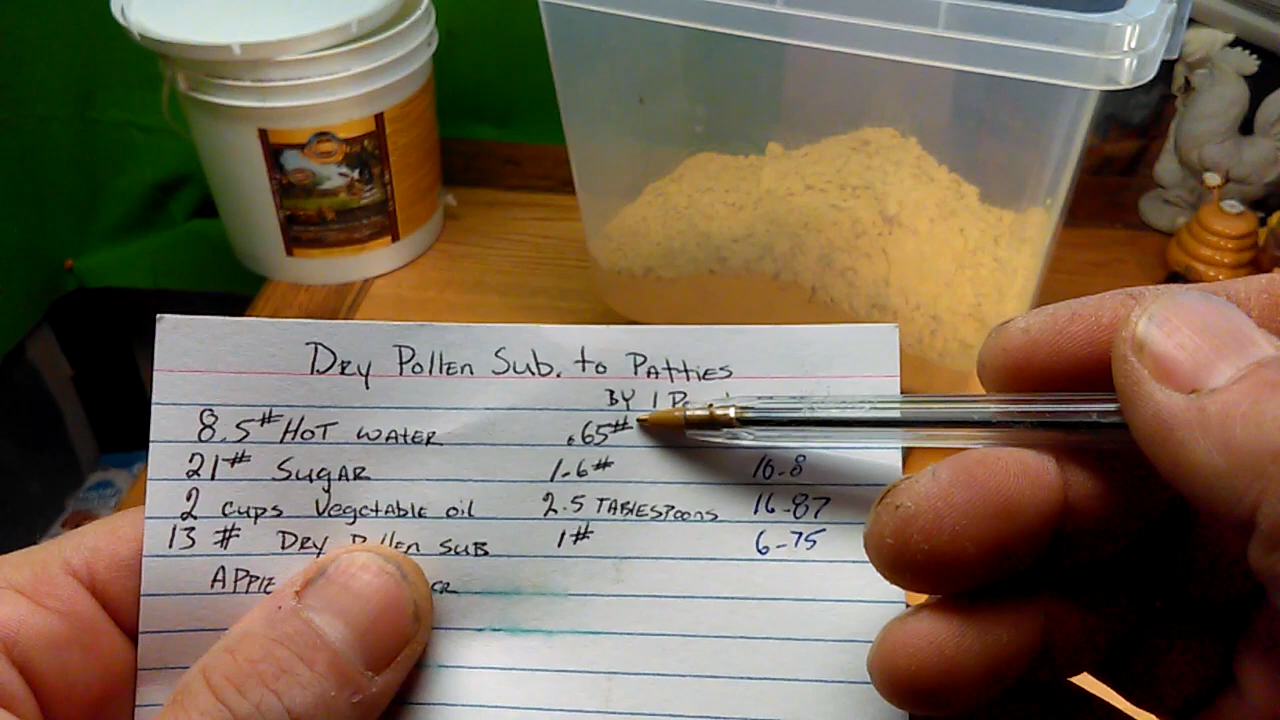 Dry Pollen Sub. to Patties
BY 1
8.5# HOT WATER .65#
21# SUGAR 1.6# 10-8
2 cups Vegetable oil 2.5 TABLESPOONS 16-87
13 # DRY SUB 1# 6-75